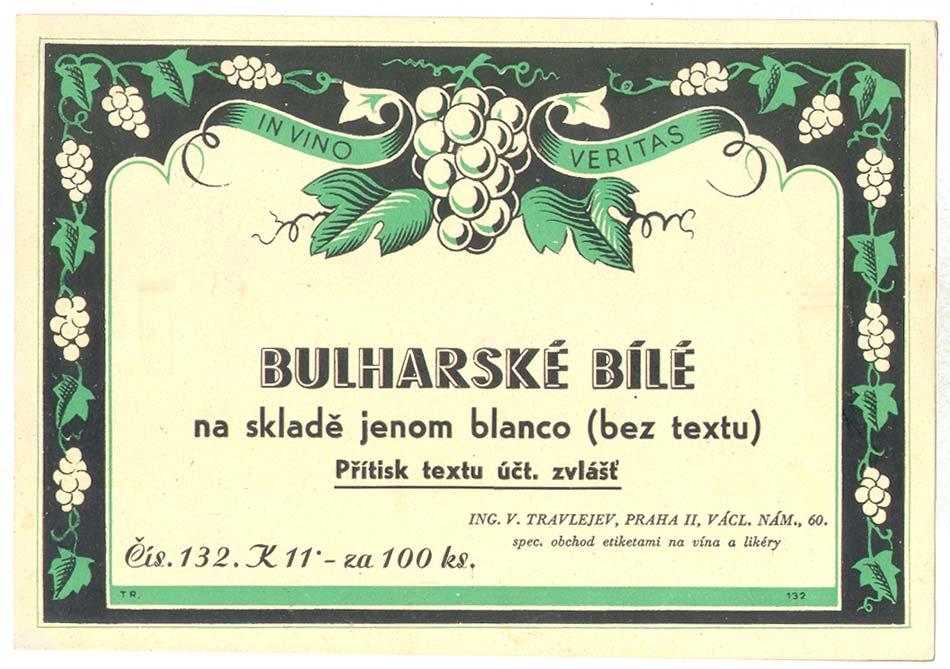 IN VINO VERITAS
BULHARSKÉ BÍLÉ
na skladě jenom blanco (bez textu)
Přítisk textu účt. zvlášť
ING. V. TRAVLEJEV, PRAHA II, VÁCL. NÁM., 60.
spec. obchod etiketami na vína a likéry
Čís. 132. K 11·- za 100 ks.
TR. 132